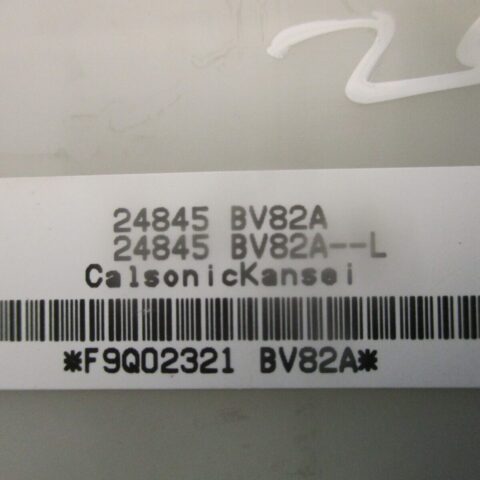 24845 BV82A
24845 BV82A--L
CalsonicKansei
*F9Q02321 BV82A*